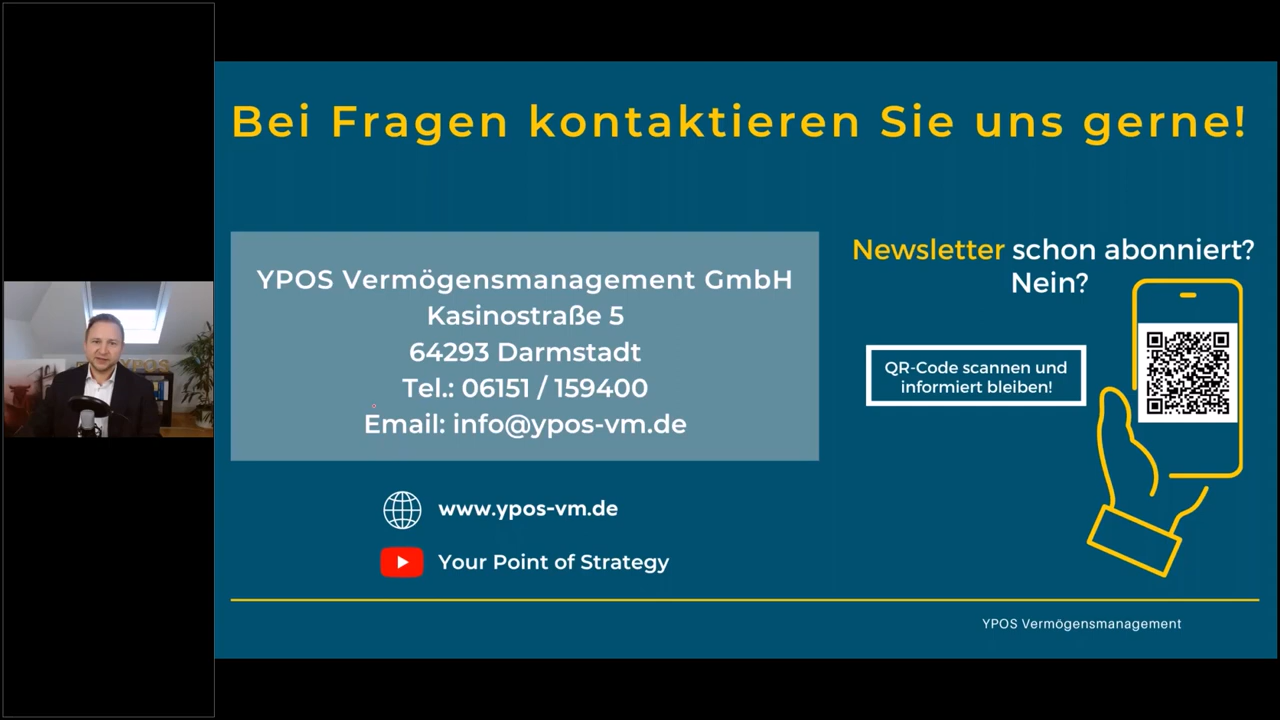 Bei Fragen kontaktieren Sie uns gerne!
YPOS Vermögensmanagement GmbH
Kasinostraße 5
64293 Darmstadt
Tel.: 06151 / 159400
Email: info@ypos-vm.de
www.ypos-vm.de
Your Point of Strategy
Newsletter schon abonniert?
Nein?
QR-Code scannen und
informiert bleiben!
YPOS Vermögensmanagement
YPOS